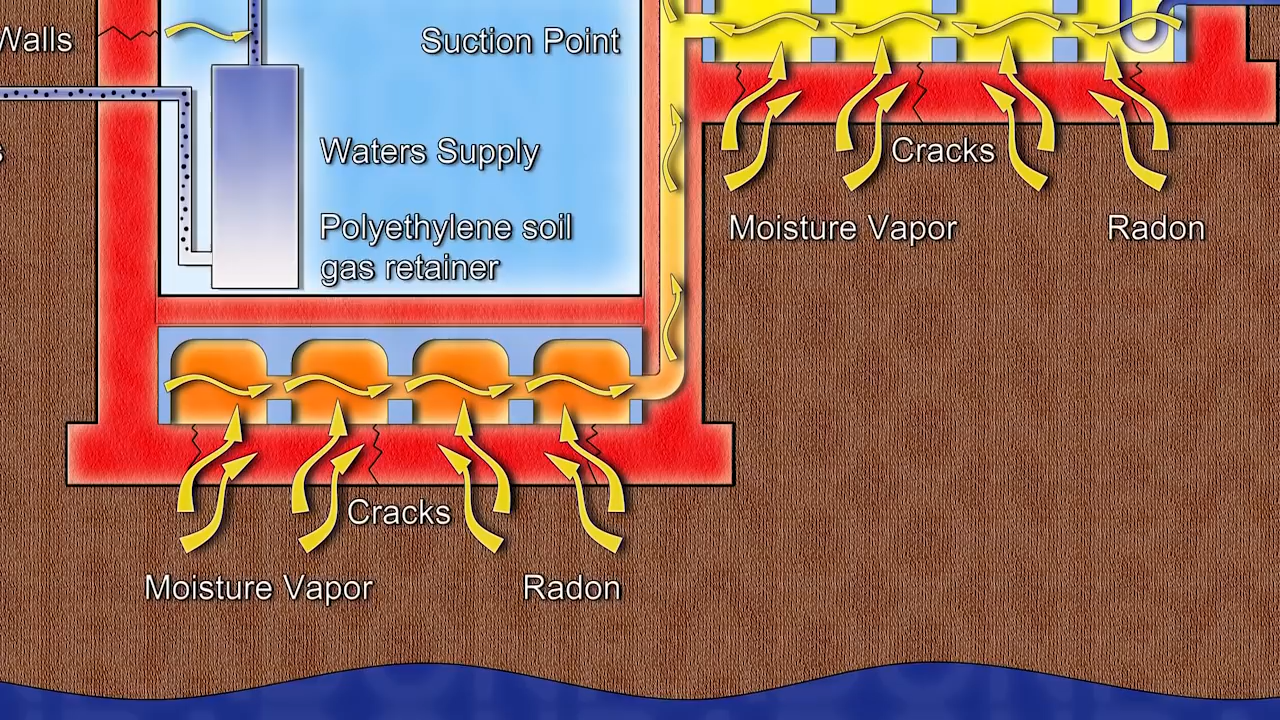 Walls
Suction Point
Waters Supply
Cracks
Polyethylene soil
gas retainer
Moisture Vapor
Radon
Cracks
Moisture Vapor
Radon